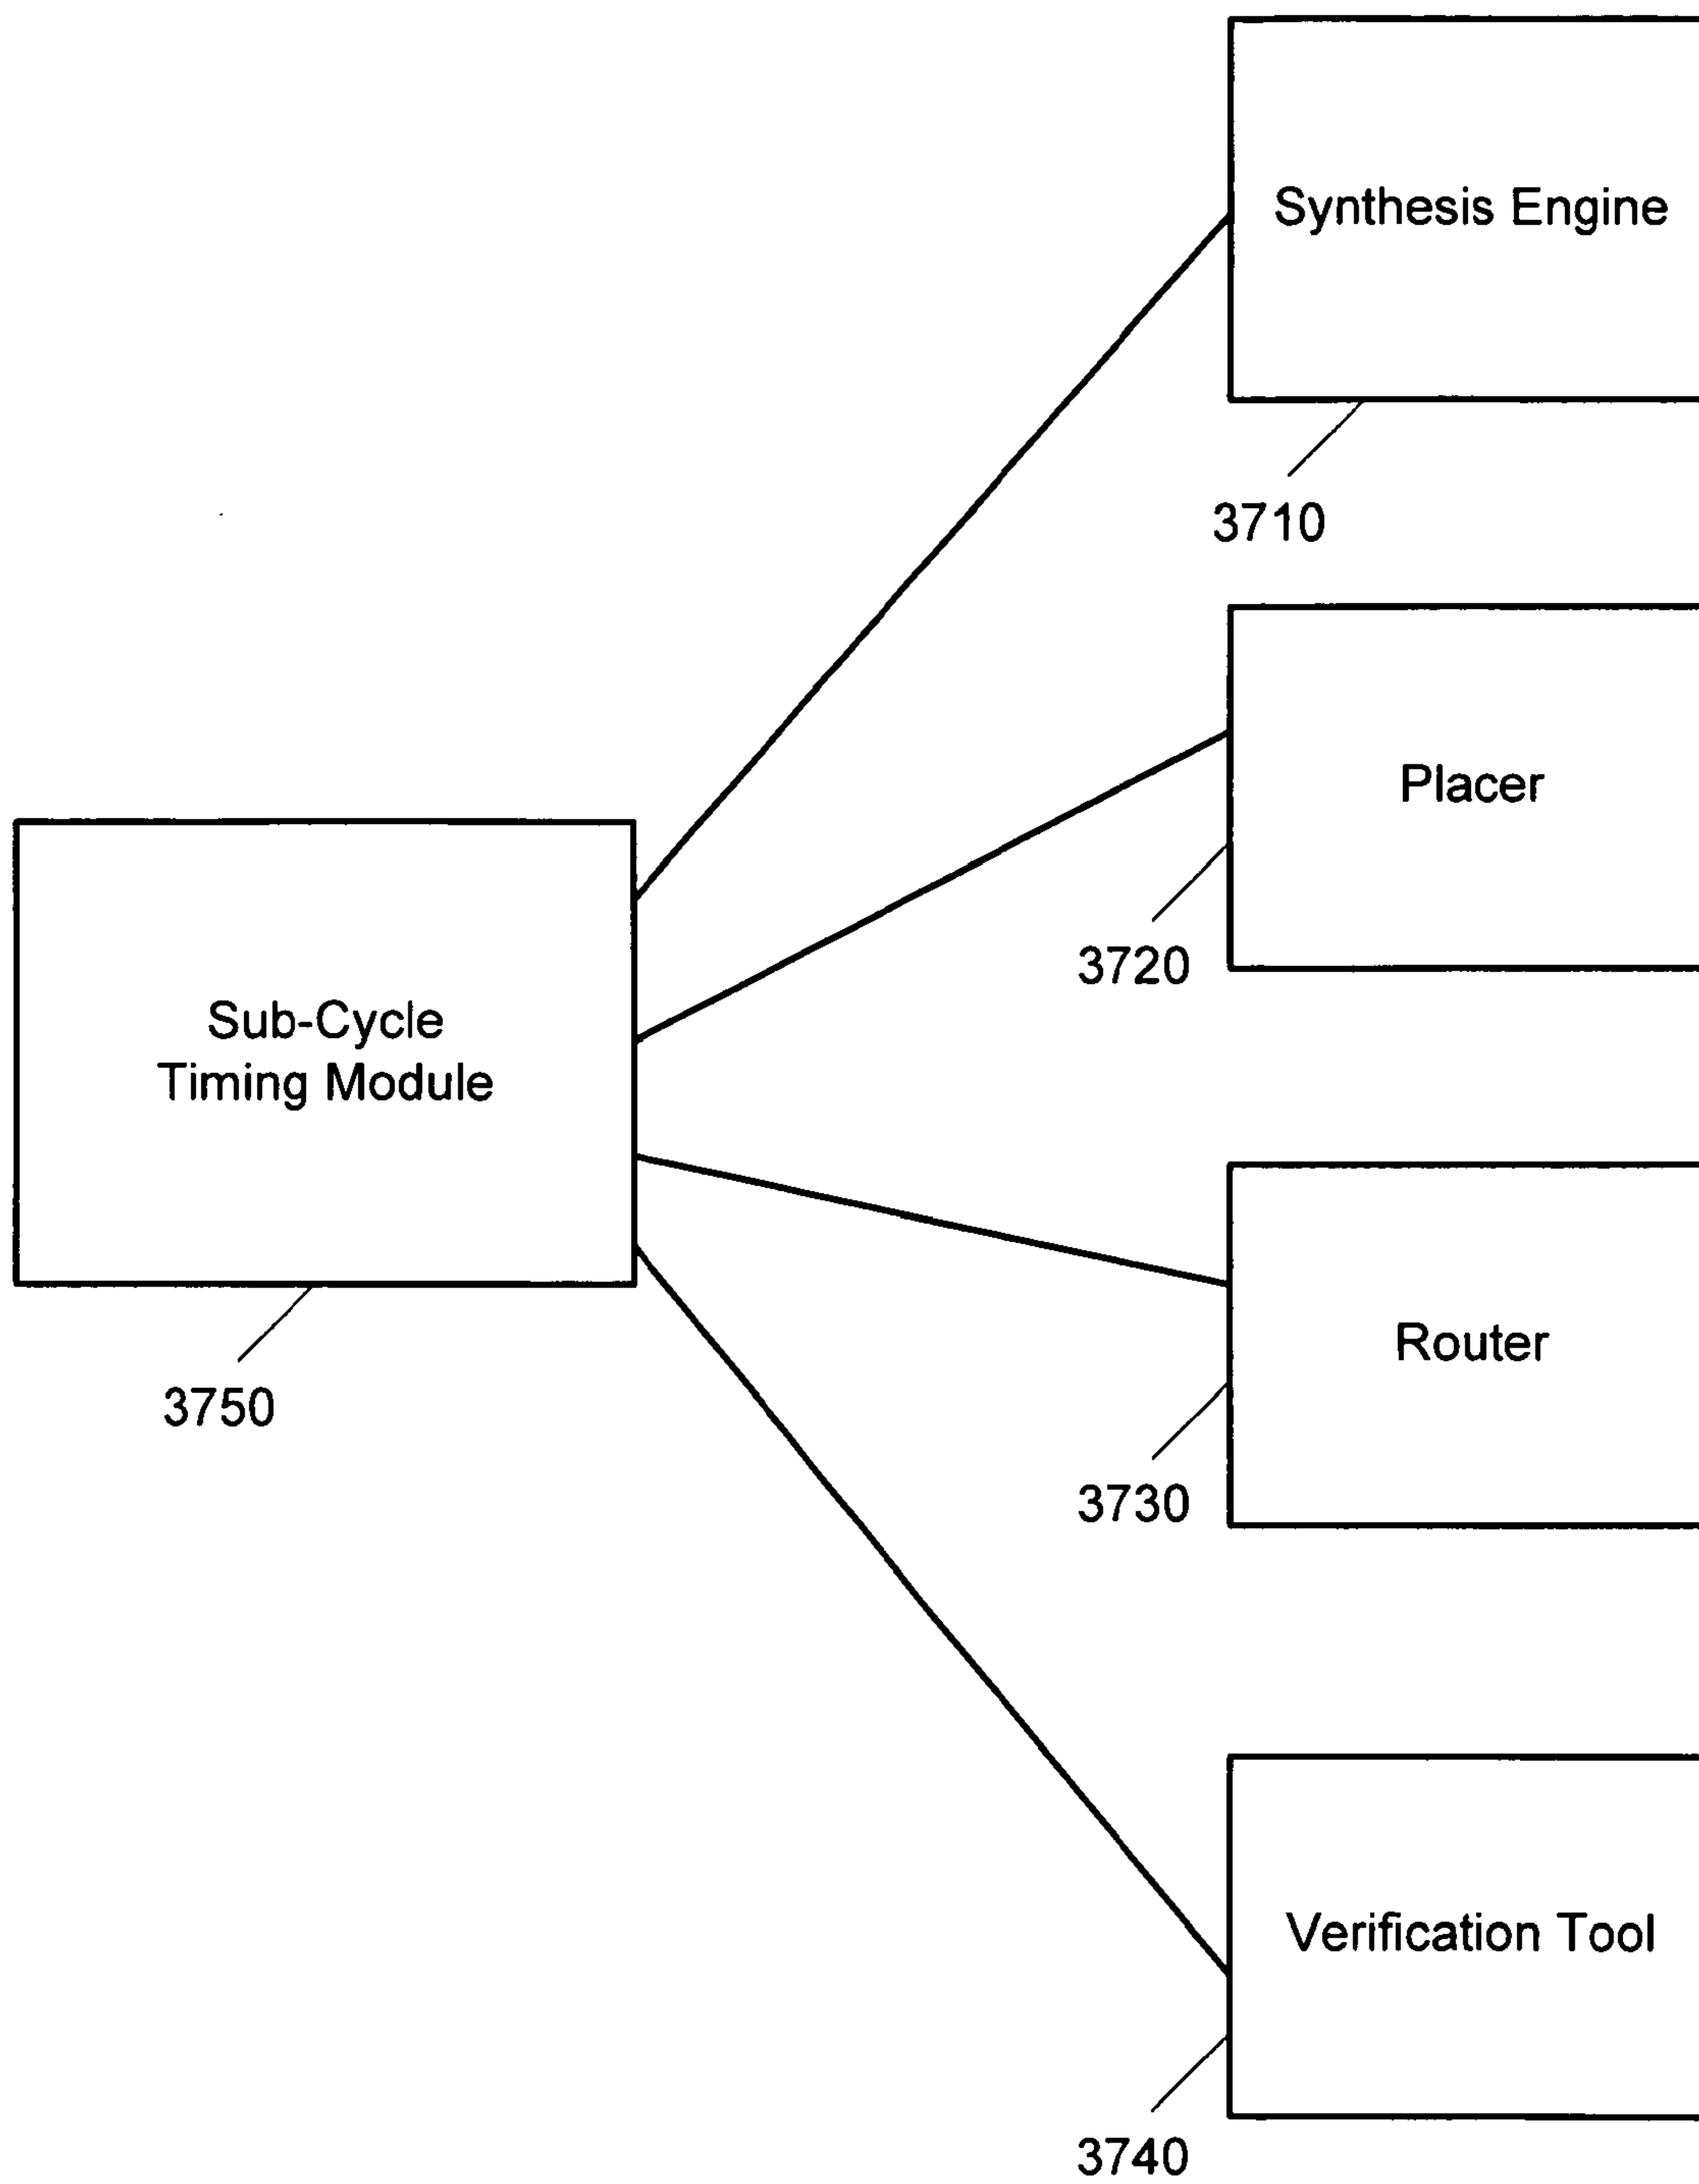 Synthesis Engine
3710
Placer
3720
Sub-Cycle
Timing Module
3750
Router
3730
Verification Tool
3740